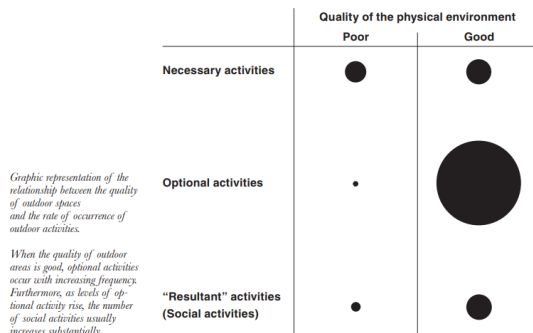 Quality of the physical environment
Poor Good
Necessary activities
Optional activities
“Resultant” activities
(Social activities)
Graphic representation of the
relationship between the quality
of outdoor spaces
and the rate of occurrence of
outdoor activities.
When the quality of outdoor
areas is good, optional activities
occur with increasing frequency.
Furthermore, as levels of op-
tional activity rise, the number
of social activities usually
increases substantially